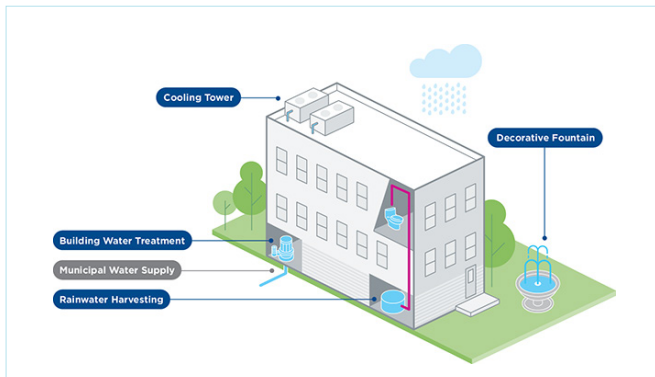 Cooling Tower
Decorative Fountain
Building Water Treatment
Municipal Water Supply
Rainwater Harvesting